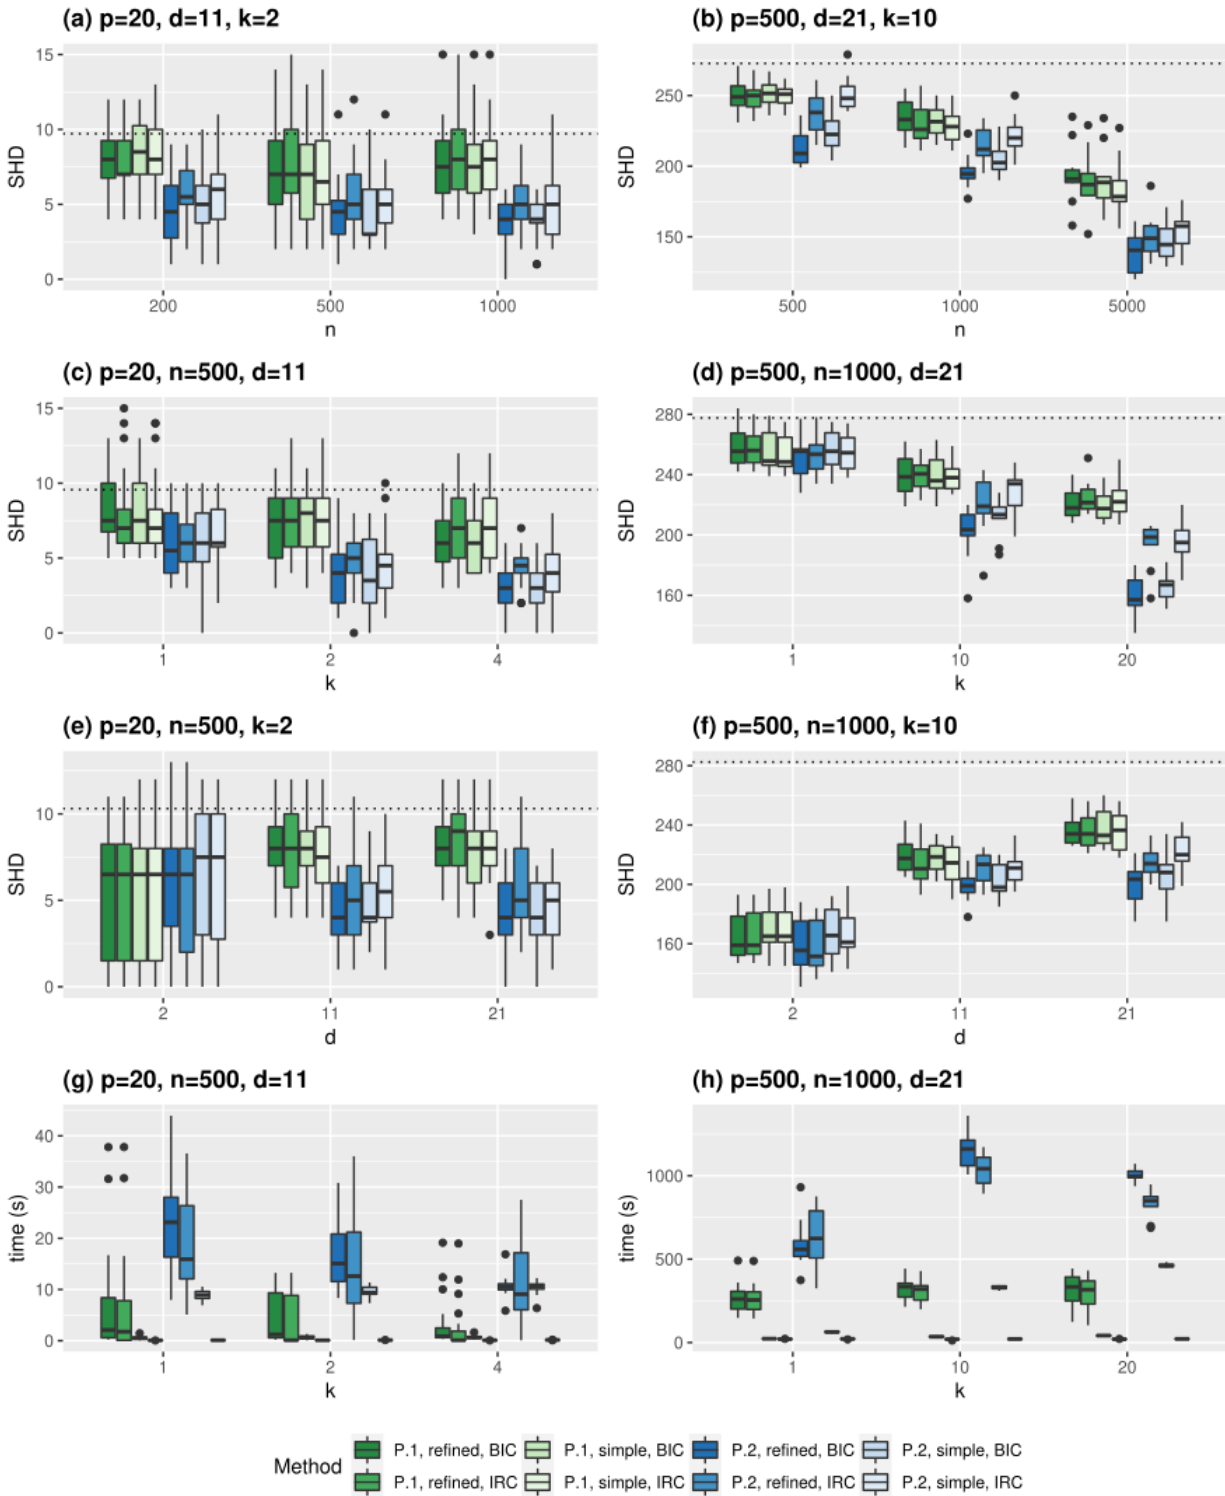 (a) p=20, d=11, k=2
15
10
5
0
SHD
200
500
1000
n
(b) p=500, d=21, k=10
250
200
150
SHD
500
1000
5000
n
(c) p=20, n=500, d=11
15
10
5
0
SHD
1
2
4
k
(d) p=500, n=1000, d=21
280
240
200
160
SHD
1
10
20
k
(e) p=20, n=500, k=2
10
5
0
SHD
2
11
21
d
(f) p=500, n=1000, k=10
280
240
200
160
SHD
2
11
21
d
(g) p=20, n=500, d=11
40
30
20
10
0
time (s)
1
2
4
k
(h) p=500, n=1000, d=21
1000
500
0
time (s)
1
10
20
k
Method
P.1, refined, BIC
P.1, simple, BIC
P.2, refined, BIC
P.2, simple, BIC
P.1, refined, IRC
P.1, simple, IRC
P.2, refined, IRC
P.2, simple, IRC